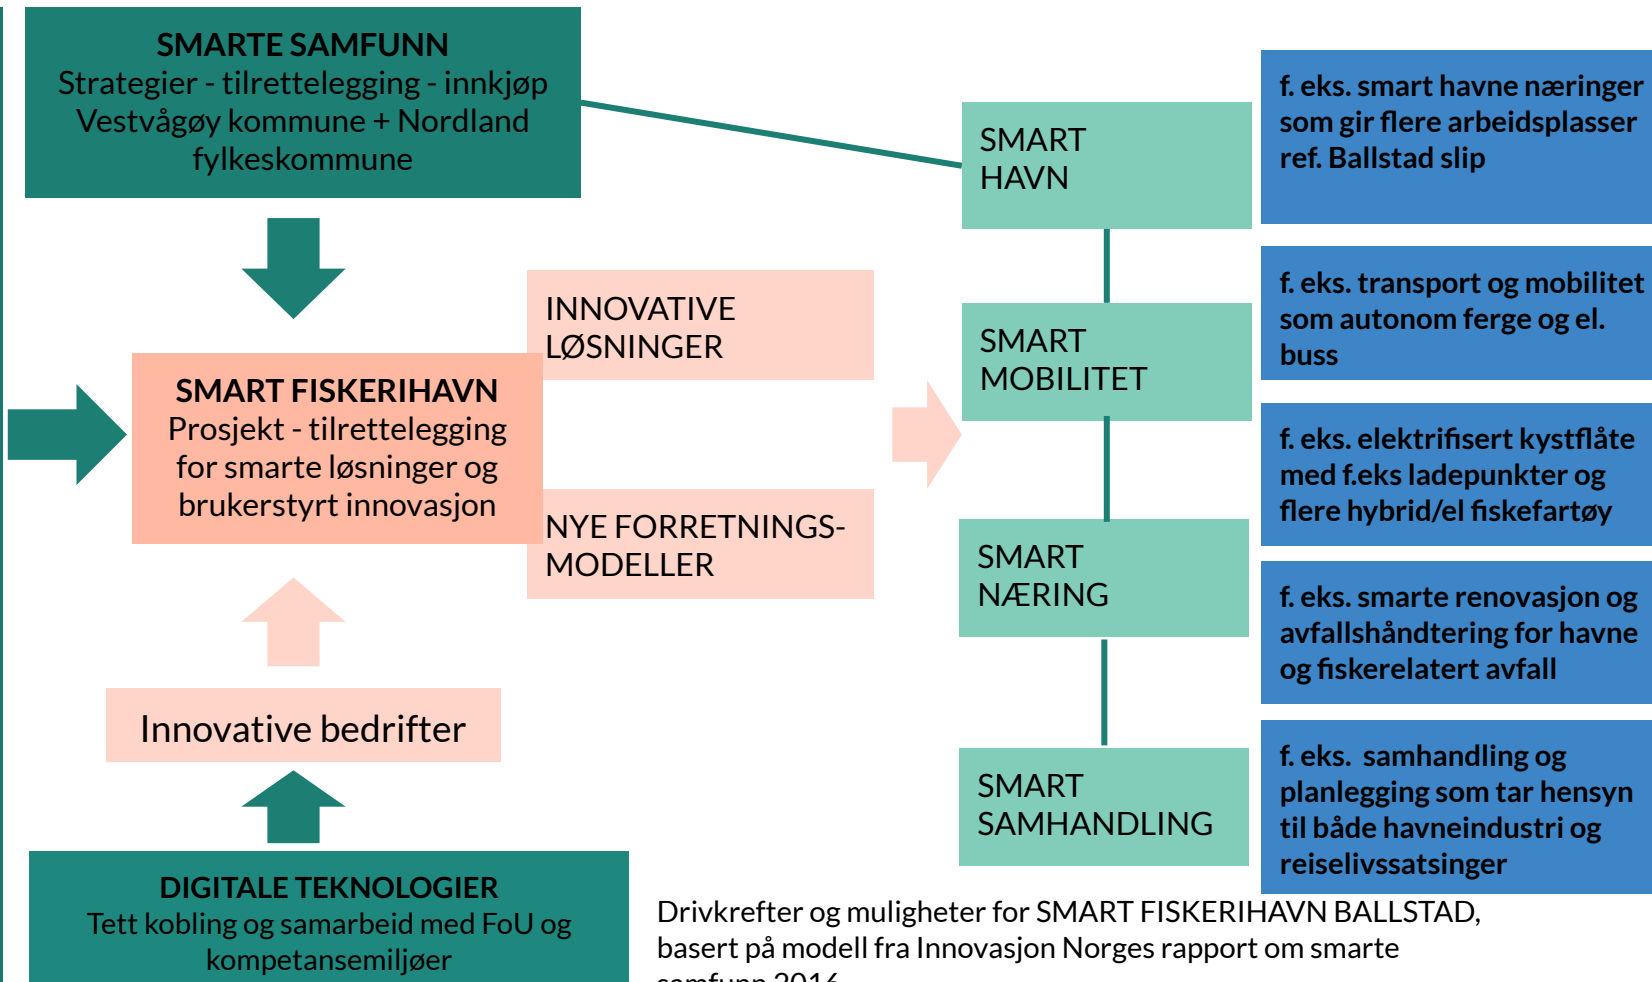 SMARTE SAMFUNN
Strategier - tilrettelegging - innkjøp
Vestvågøy kommune + Nordland
fylkeskommune
SMART FISKERIHAVN
Prosjekt - tilrettelegging
for smarte løsninger og
brukerstyrt innovasjon
Innovative bedrifter
DIGITALE TEKNOLOGIER
Tett kobling og samarbeid med FoU og
kompetansemiljøer
INNOVATIVE
LØSNINGER
NYE FORRETNINGS-
MODELLER
SMART
HAVN
SMART
MOBILITET
SMART
NÆRING
SMART
SAMHANDLING
f. eks. smart havne næringer
som gir flere arbeidsplasser
ref. Ballstad slip
f. eks. transport og mobilitet
som autonom ferge og el.
buss
f. eks. elektrifisert kystflåte
med f.eks ladepunkter og
flere hybrid/el fiskefartøy
f. eks. smarte renovasjon og
avfallshåndtering for havne
og fiskerelatert avfall
f. eks.  samhandling og
planlegging som tar hensyn
til både havneindustri og
reiselivssatsinger
Drivkrefter og muligheter for SMART FISKERIHAVN BALLSTAD,
basert på modell fra Innovasjon Norges rapport om smarte
samfunn 2016